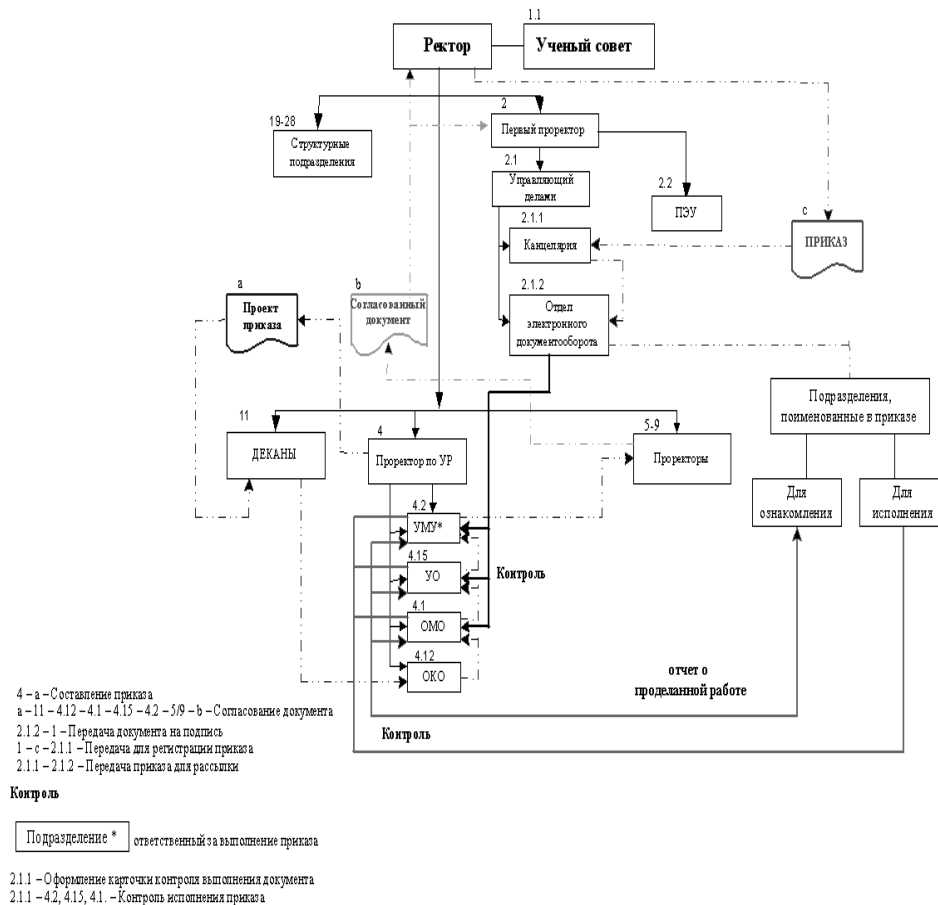 1.1
Ректор
Ученый совет
2
19-28
Первый проректор
Структурные
подразделения
2.1
Управляющий
делами
2.2
ПЭУ
2.1.1
Канцелярия
c
ПРИКАЗ
2.1.2
a
b
Проект
приказа
Согласованный
документ
Отдел
электронного
документооборота
Подразделения,
поименованные в приказе
11
4
5-9
ДЕКАНЫ
Проректор по УР
Проректоры
Для
ознакомления
Для
исполнения
4.2
УМУ*
4.15
УО
Контроль
4.1
ОМО
4.12
ОКО
отчет о
проделанной работе
Контроль
4 – a – Составление приказа
a – 11 – 4.12 – 4.1 – 4.15 – 4.2 – 5/9 – b – Согласование документа
2.1.2 – 1 – Передача документа на подпись
1 – c – 2.1.1 – Передача для регистрации приказа
2.1.1 – 2.1.2 – Передача приказа для рассылки
Контроль
Подразделение * ответственный за выполнение приказа
2.1.1 – Оформление карточки контроля выполнения документа
2.1.1 – 4.2, 4.15, 4.1. – Контроль исполнения приказа